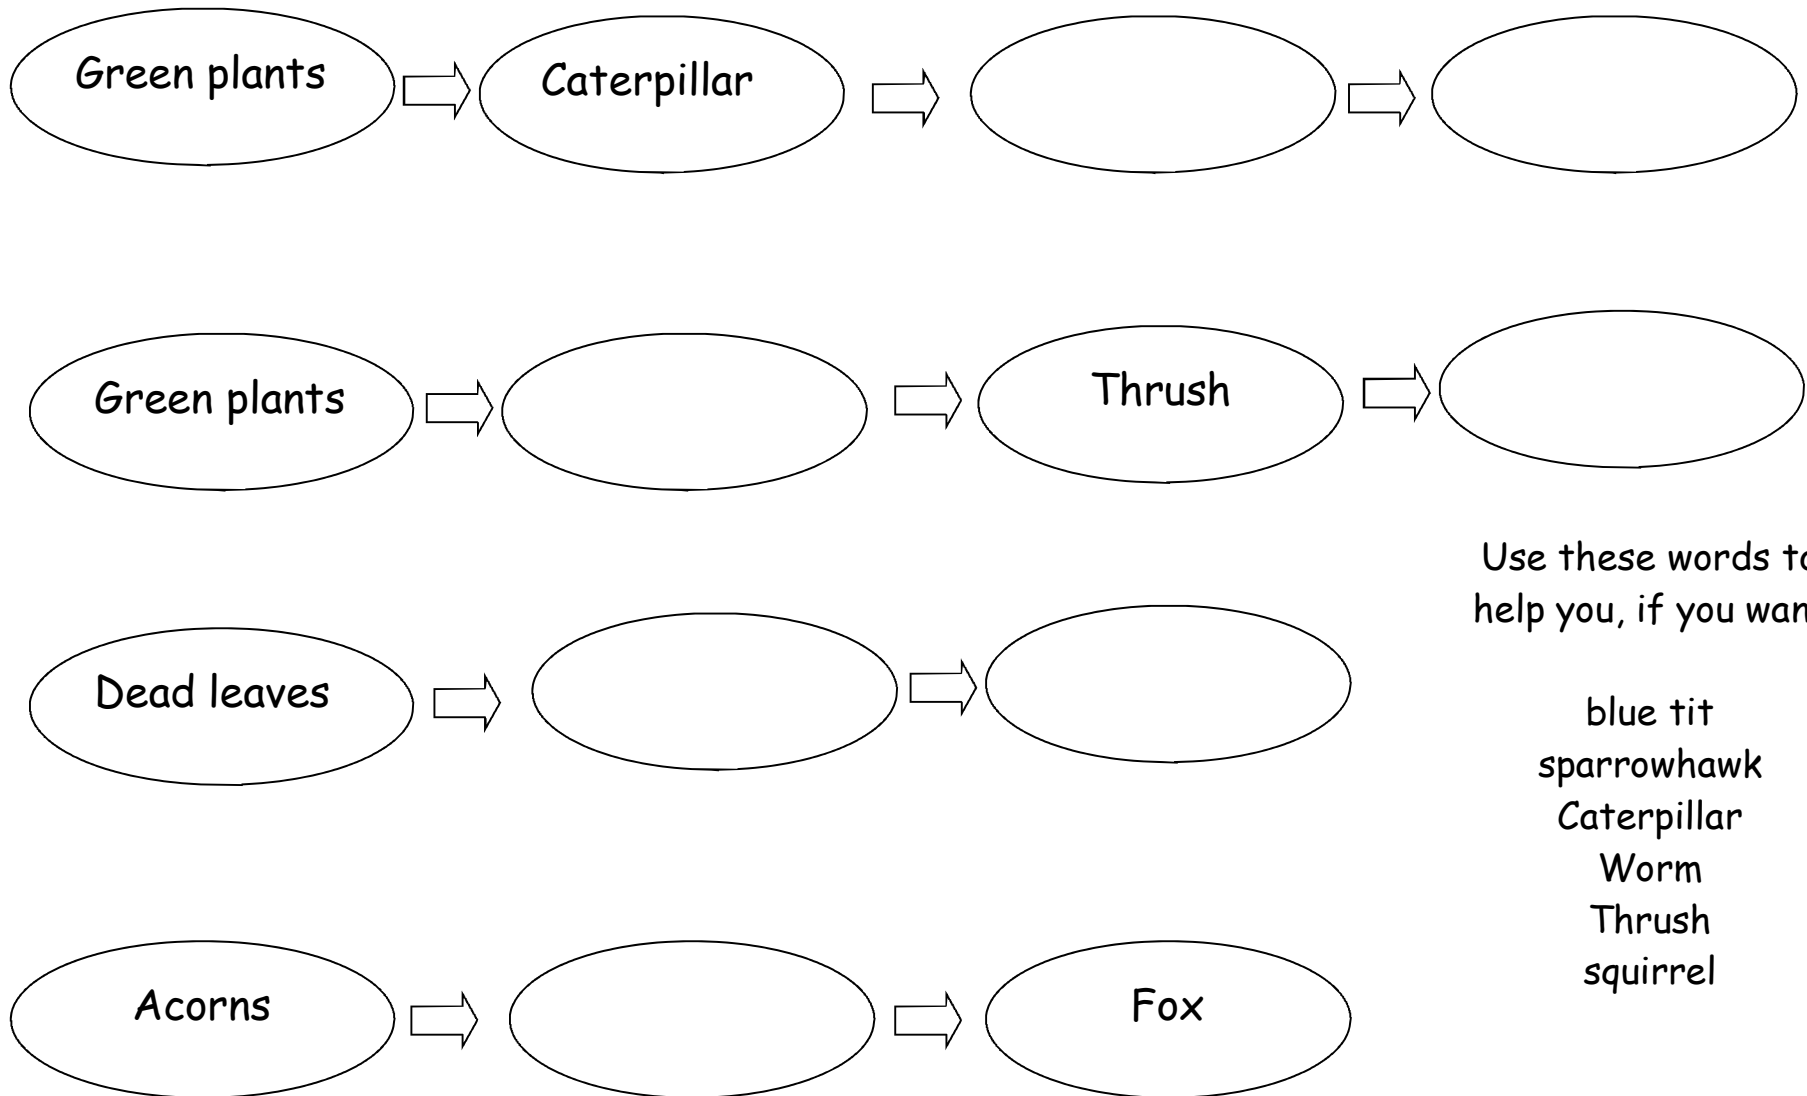 Green plants
Caterpillar
Green plants
Thrush
Use these words to
help you, if you wan
Dead leaves
blue tit
sparrowhawk
Caterpillar
Worm
Thrush
squirrel
Acorns
Fox